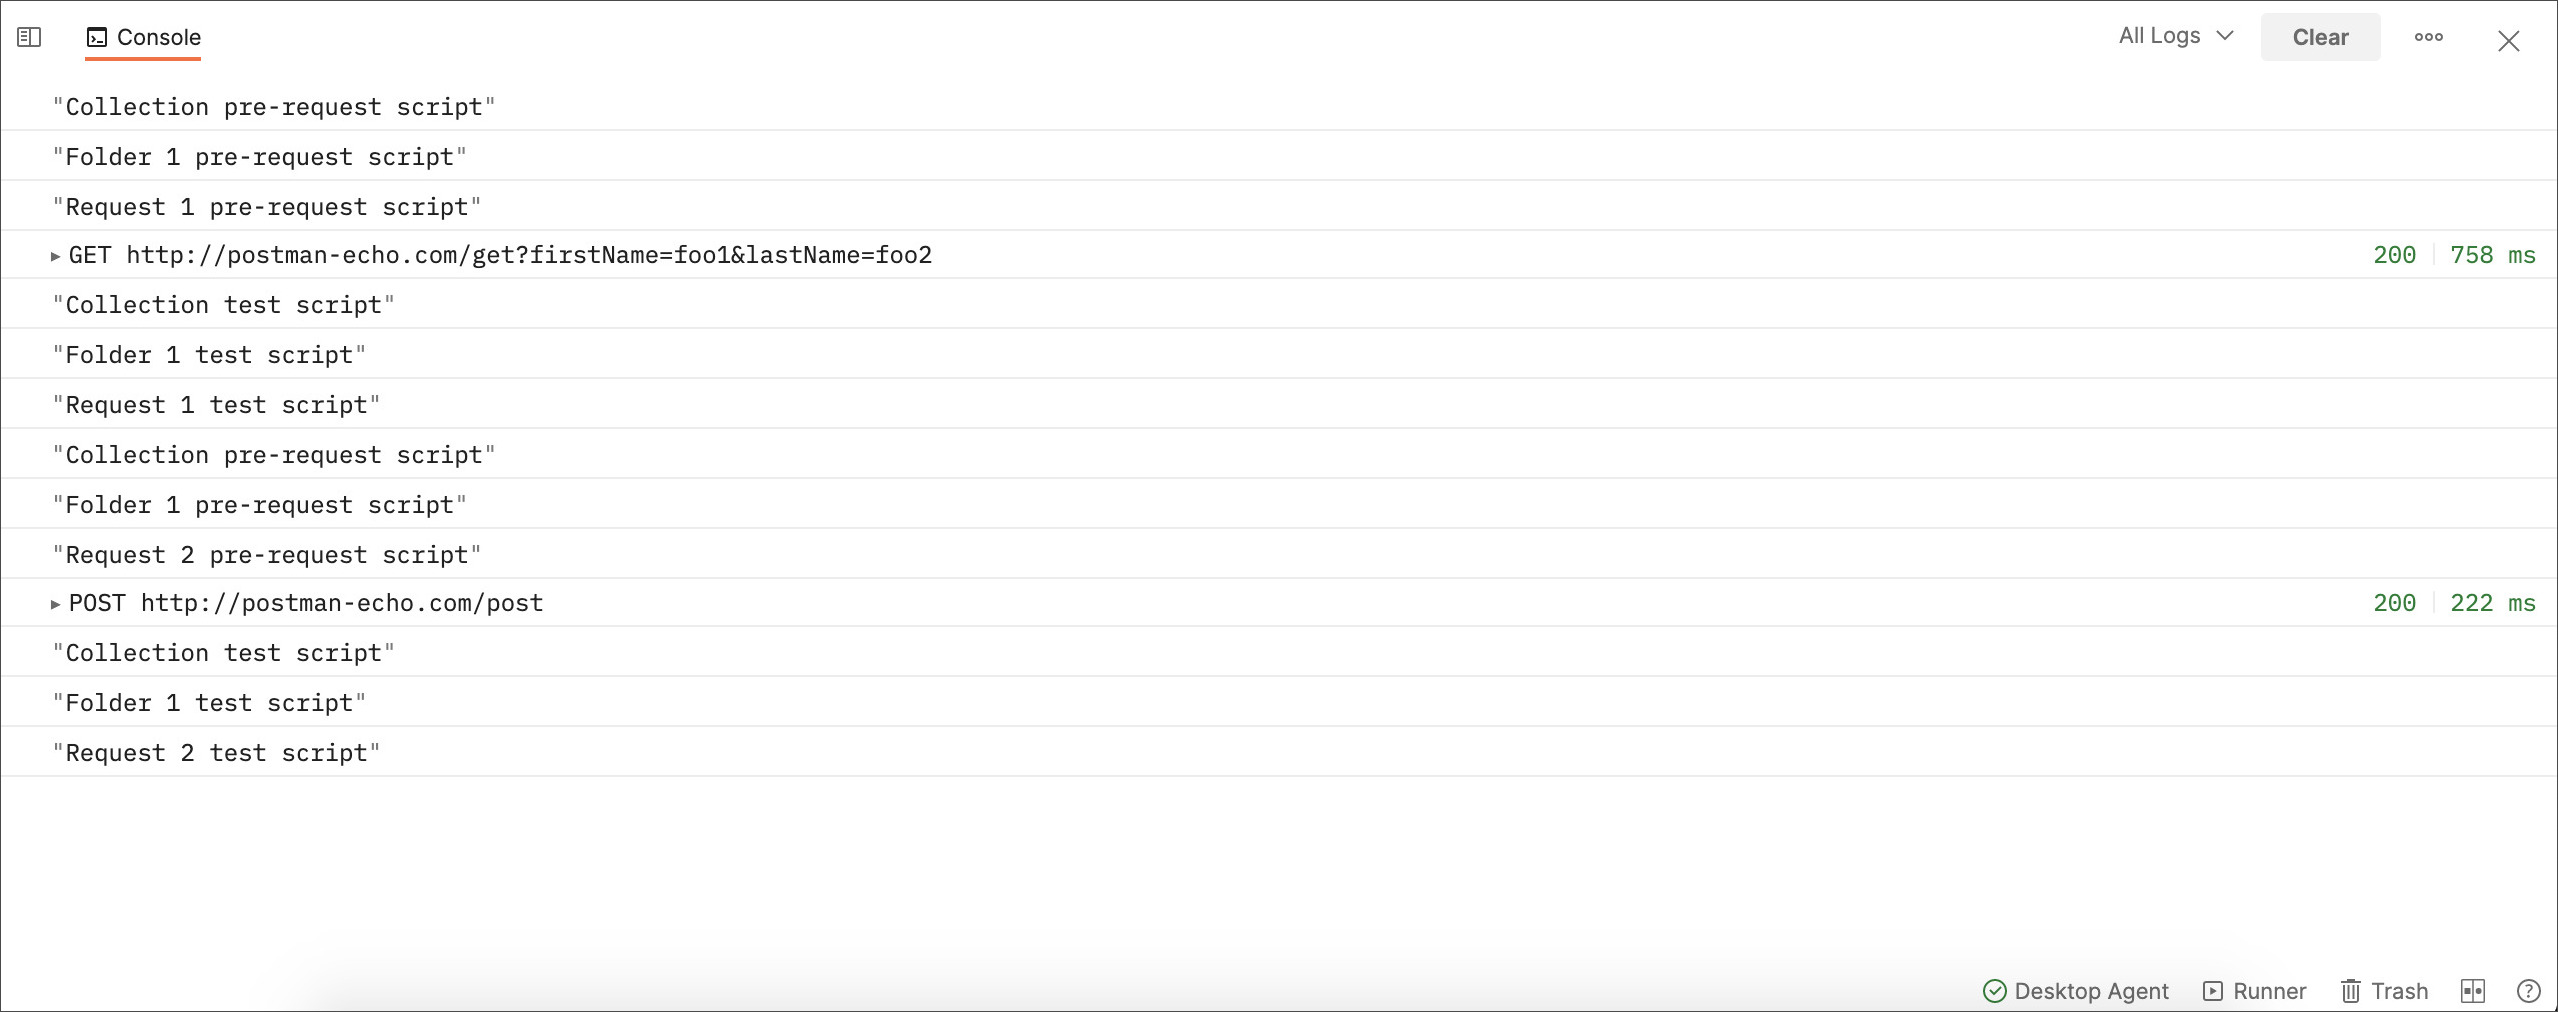 Console All Logs Clear
"Collection pre-request script"
"Folder 1 pre-request script"
"Request 1 pre-request script"
GET http://postman-echo.com/get?firstName=foo1&lastName=foo2 200 758 ms
"Collection test script"
"Folder 1 test script"
"Request 1 test script"
"Collection pre-request script"
"Folder 1 pre-request script"
"Request 2 pre-request script"
POST http://postman-echo.com/post 200 222 ms
"Collection test script"
"Folder 1 test script"
"Request 2 test script"
Desktop Agent Runner Trash